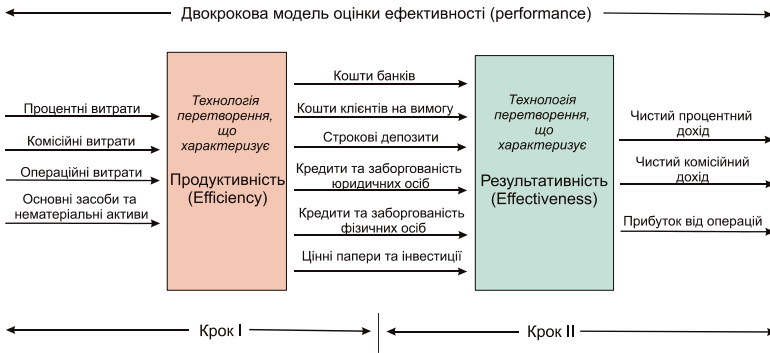 Двокрокова модель оцінки ефективності (performance)
Процентні витрати
Комісійні витрати
Операційні витрати
Основні засоби та
нематеріальні активи
Технологія
перетворення,
що
характеризує
Продуктивність
(Efficiency)
Кошти банків
Кошти клієнтів на вимогу
Строкові депозити
Кредити та заборгованість
юридичних осіб
Кредити та заборгованість
фізичних осіб
Цінні папери та інвестиції
Технологія
перетворення,
що
характеризує
Результативність
(Effectiveness)
Чистий процентний
дохід
Чистий комісійний
дохід
Прибуток від операцій
Крок I
Крок II